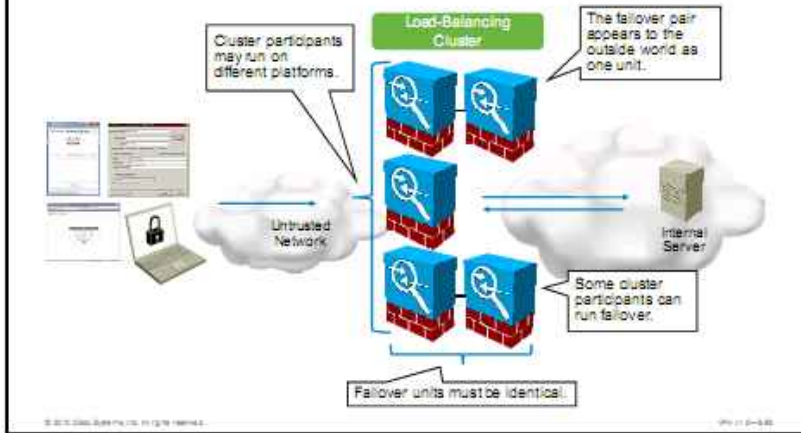 Load-Balancing
Cluster
Cluster participants
may run on
different platforms.
The failover pair
appears to the
outside world as
one unit.
Untrusted
Network
Internal
Server
Some cluster
participants can
run failover.
Failover units must be identical.